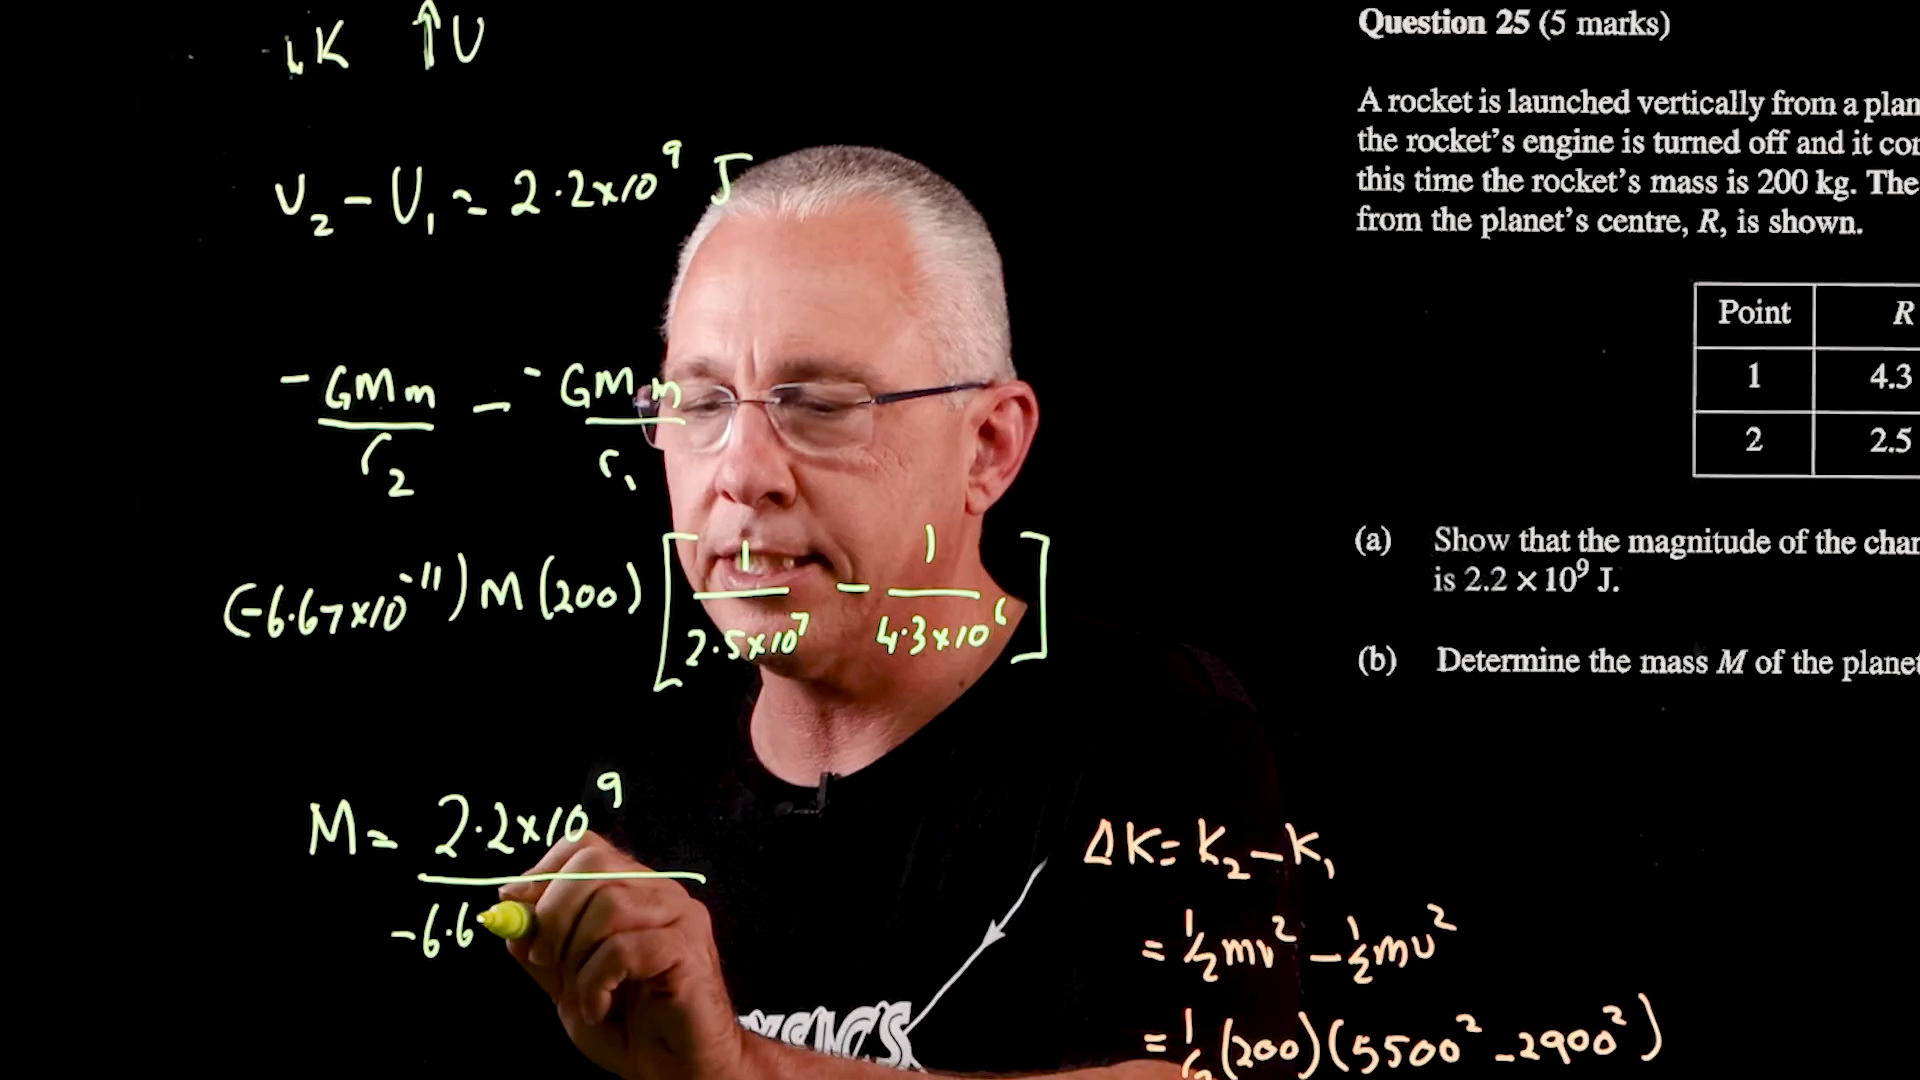 ↓K ↑U
U₂ - U₁ = 2.2×10⁹ J
-GMm/r₂ - -GMm/r₁
(-6.67×10⁻¹¹)M(200)[1/2.5×10⁷ - 1/4.3×10⁶]
M = 2.2×10⁹
-6.6
Question 25 (5 marks)
A rocket is launched vertically from a plan
the rocket's engine is turned off and it con
this time the rocket's mass is 200 kg. The
from the planet's centre, R, is shown.
Point R
1 4.3
2 2.5
(a) Show that the magnitude of the char
is 2.2 × 10⁹ J.
(b) Determine the mass M of the planet
ΔK = K₂ - K₁
= ½mv² - ½mu²
= ½(200)(5500² - 2900²)